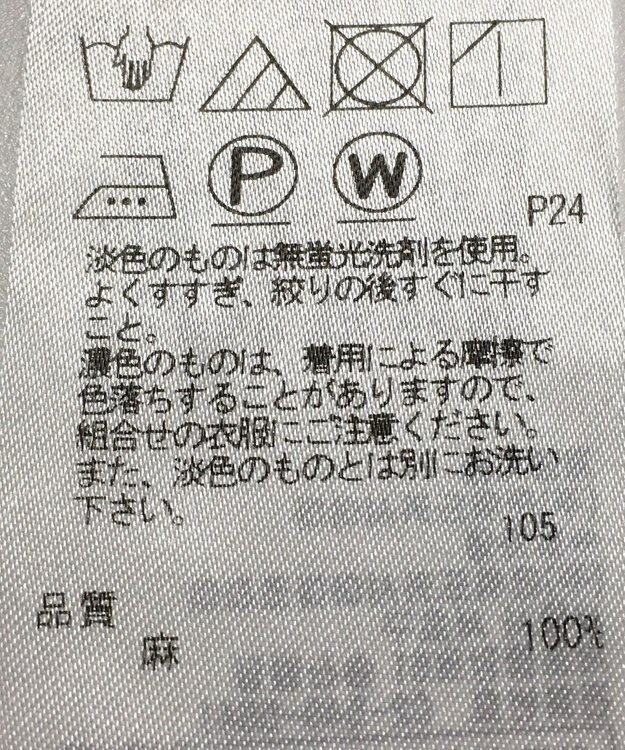 P
W
P24
淡色のものは無蛍光洗剤を使用。
よくすすぎ、絞りの後すぐに干す
こと。
濃色のものは、着用による摩擦で
色落ちすることがありますので、
組合せの衣服にご注意ください。
また、淡色のものとは別にお洗い
下さい。
105
品質
麻
100%